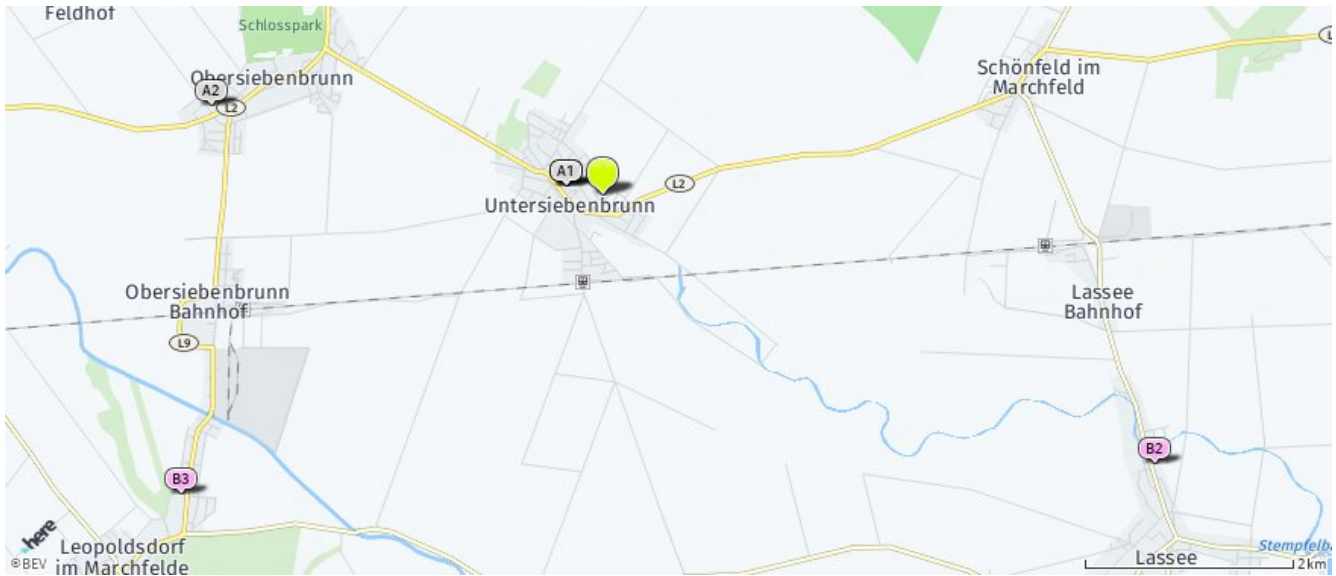 Feldhof
Schlosspark
Obersiebenbrunn
A2
L2
Schönfeld im
Marchfeld
A1
L2
Untersiebenbrunn
Obersiebenbrunn
Bahnhof
Lassee
Bahnhof
L9
B3
B2
here
©BEV
Leopoldsdorf
im Marchfelde
Lassee
2km